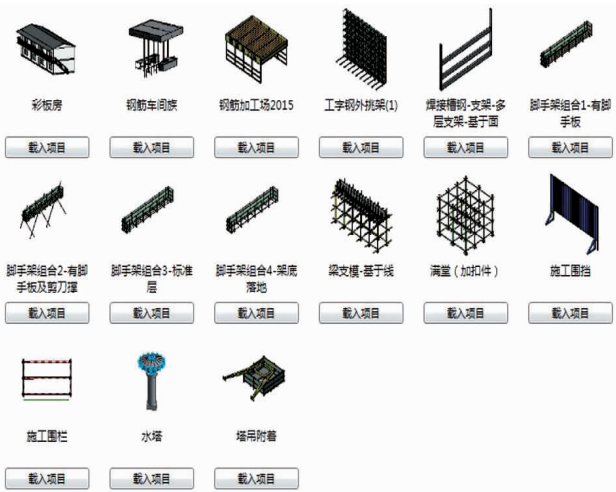 彩板房
钢筋车间族
钢筋加工场2015
工字钢外挑架(1)
焊接槽钢-支架-多
层支架-基于面
脚手架组合1-有脚
手板
载入项目
载入项目
载入项目
载入项目
载入项目
载入项目
脚手架组合2-有脚
手板及剪刀撑
脚手架组合3-标准
层
脚手架组合4-架底
落地
梁支模-基于线
满堂（加扣件）
施工围挡
载入项目
载入项目
载入项目
载入项目
载入项目
载入项目
施工围栏
水塔
塔吊附着
载入项目
载入项目
载入项目